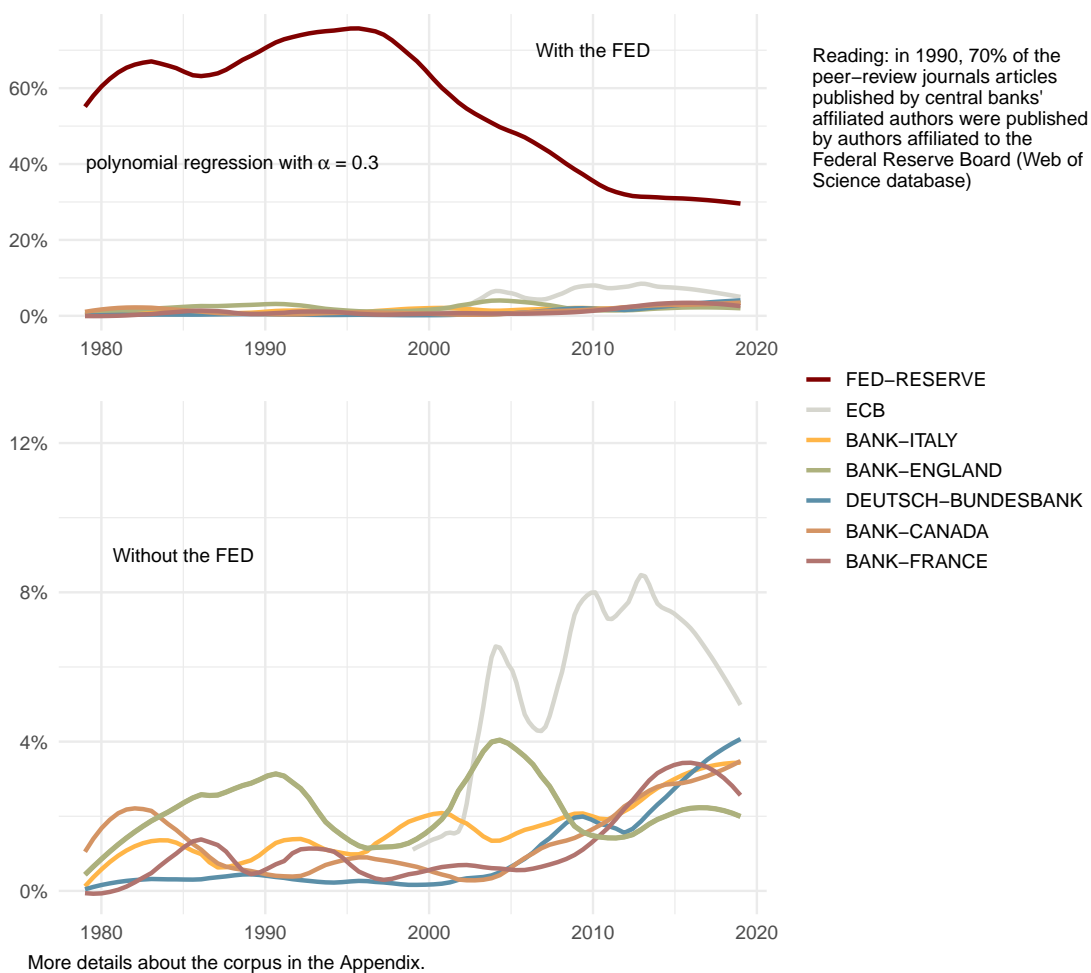 With the FED
polynomial regression with α = 0.3
60%
40%
20%
0%
1980 1990 2000 2010 2020
Reading: in 1990, 70% of the
peer−review journals articles
published by central banks'
affiliated authors were published
by authors affiliated to the
Federal Reserve Board (Web of
Science database)
FED−RESERVE
ECB
BANK−ITALY
BANK−ENGLAND
DEUTSCH−BUNDESBANK
BANK−CANADA
BANK−FRANCE
12%
Without the FED
8%
4%
0%
1980 1990 2000 2010 2020
More details about the corpus in the Appendix.